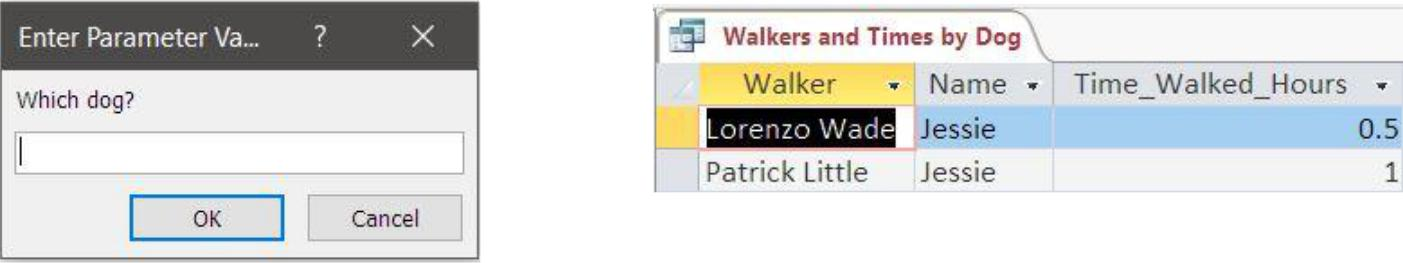 Enter Parameter Va... ?
Which dog?
OK Cancel
Walkers and Times by Dog
Walker Name Time_Walked_Hours
Lorenzo Wade Jessie 0.5
Patrick Little Jessie 1